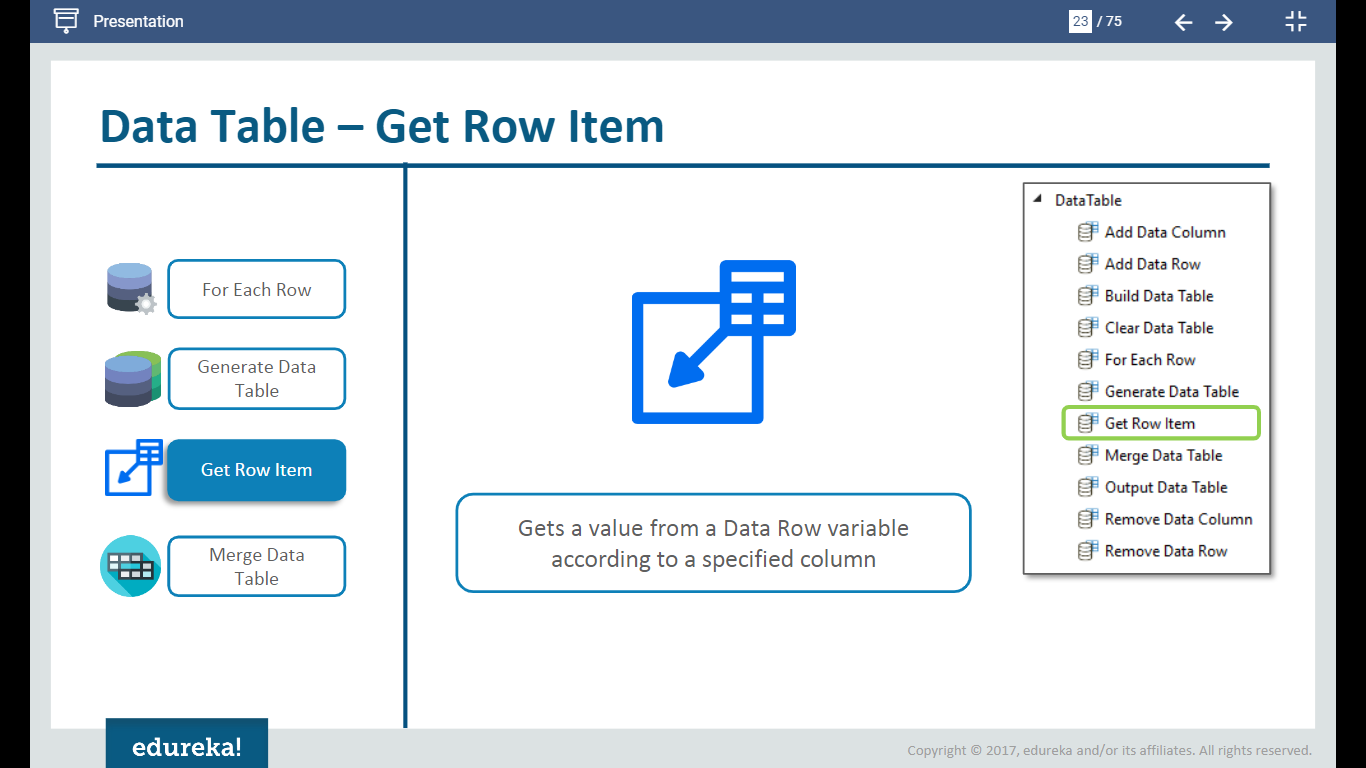 Presentation
23 / 75
Data Table – Get Row Item
For Each Row
Generate Data
Table
Get Row Item
Merge Data
Table
Gets a value from a Data Row variable
according to a specified column
DataTable
Add Data Column
Add Data Row
Build Data Table
Clear Data Table
For Each Row
Generate Data Table
Get Row Item
Merge Data Table
Output Data Table
Remove Data Column
Remove Data Row
edureka!
Copyright © 2017, edureka and/or its affiliates. All rights reserved.